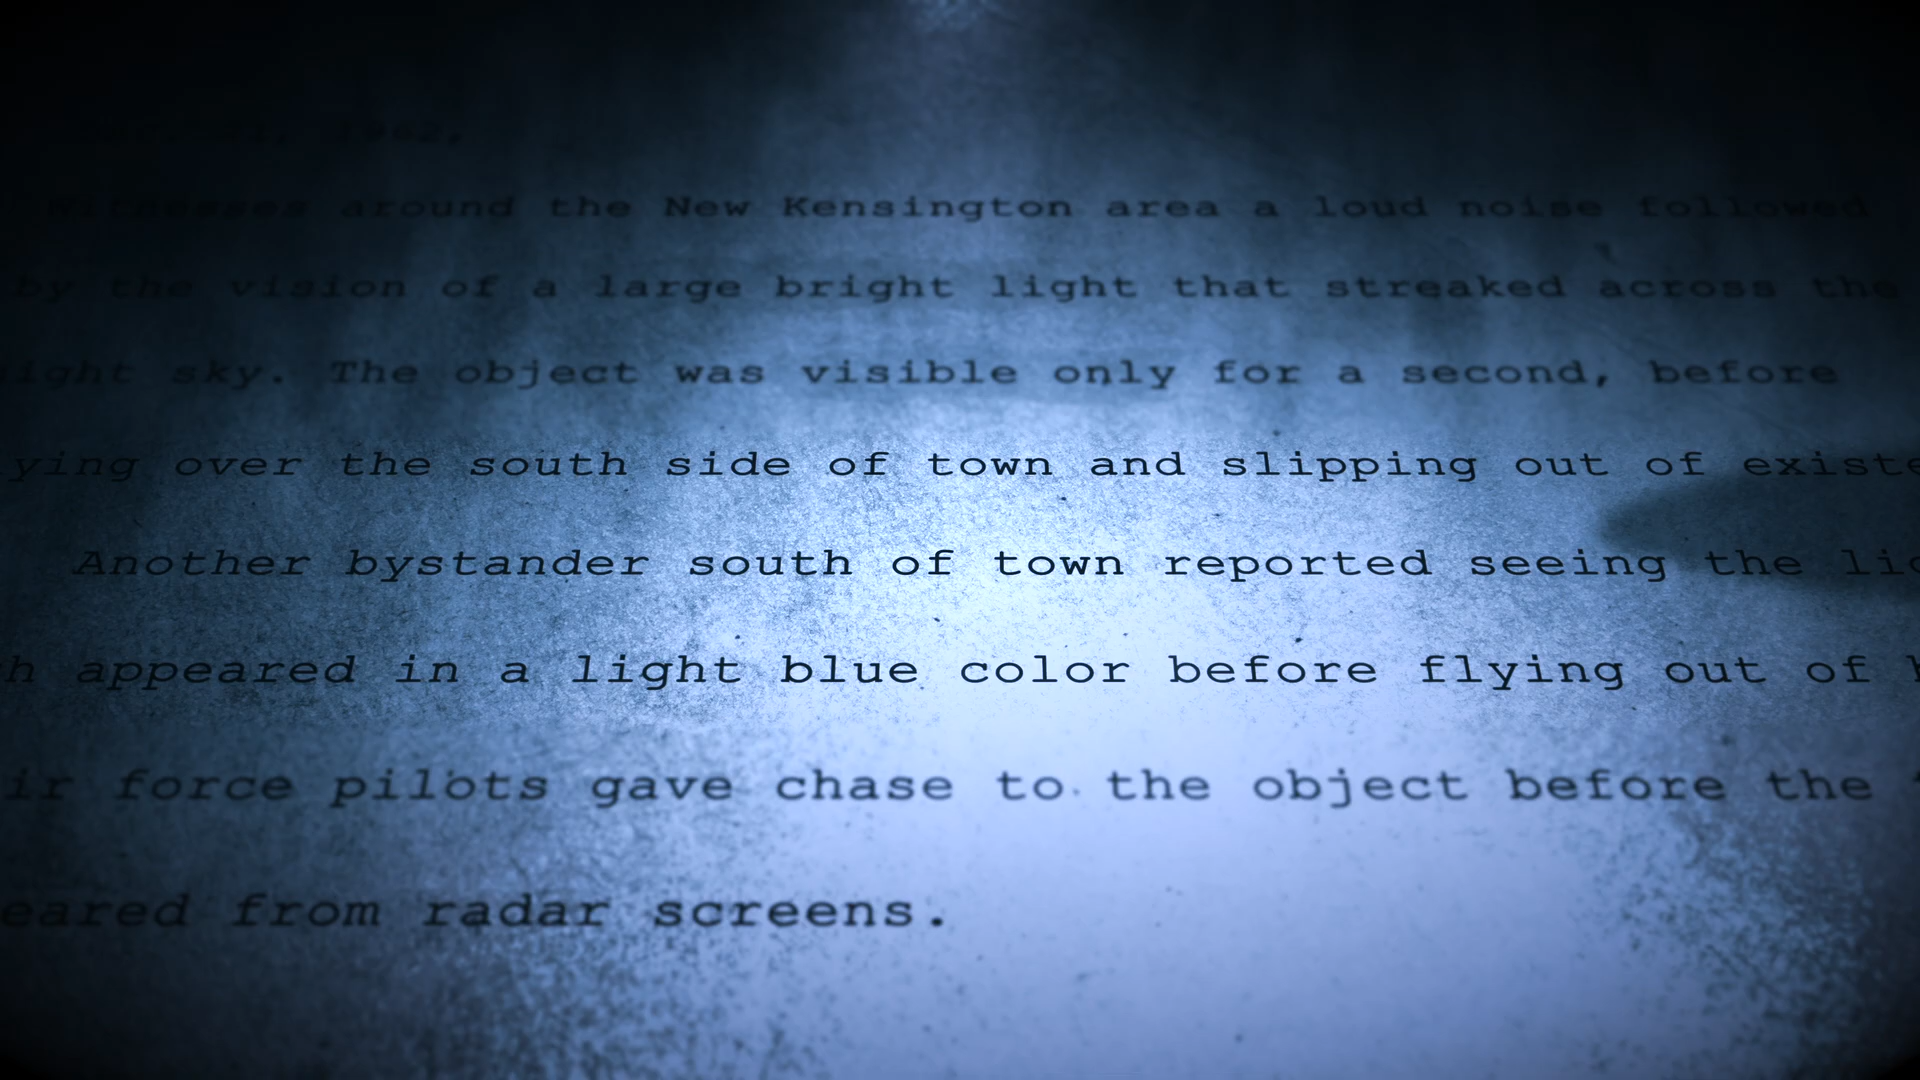 1962,
Witnesses around the New Kensington area a loud noise followed
by the vision of a large bright light that streaked across the
ight sky. The object was visible only for a second, before
ying over the south side of town and slipping out of existe
Another bystander south of town reported seeing the lig
h appeared in a light blue color before flying out of
ir force pilots gave chase to the object before the
eared from radar screens.